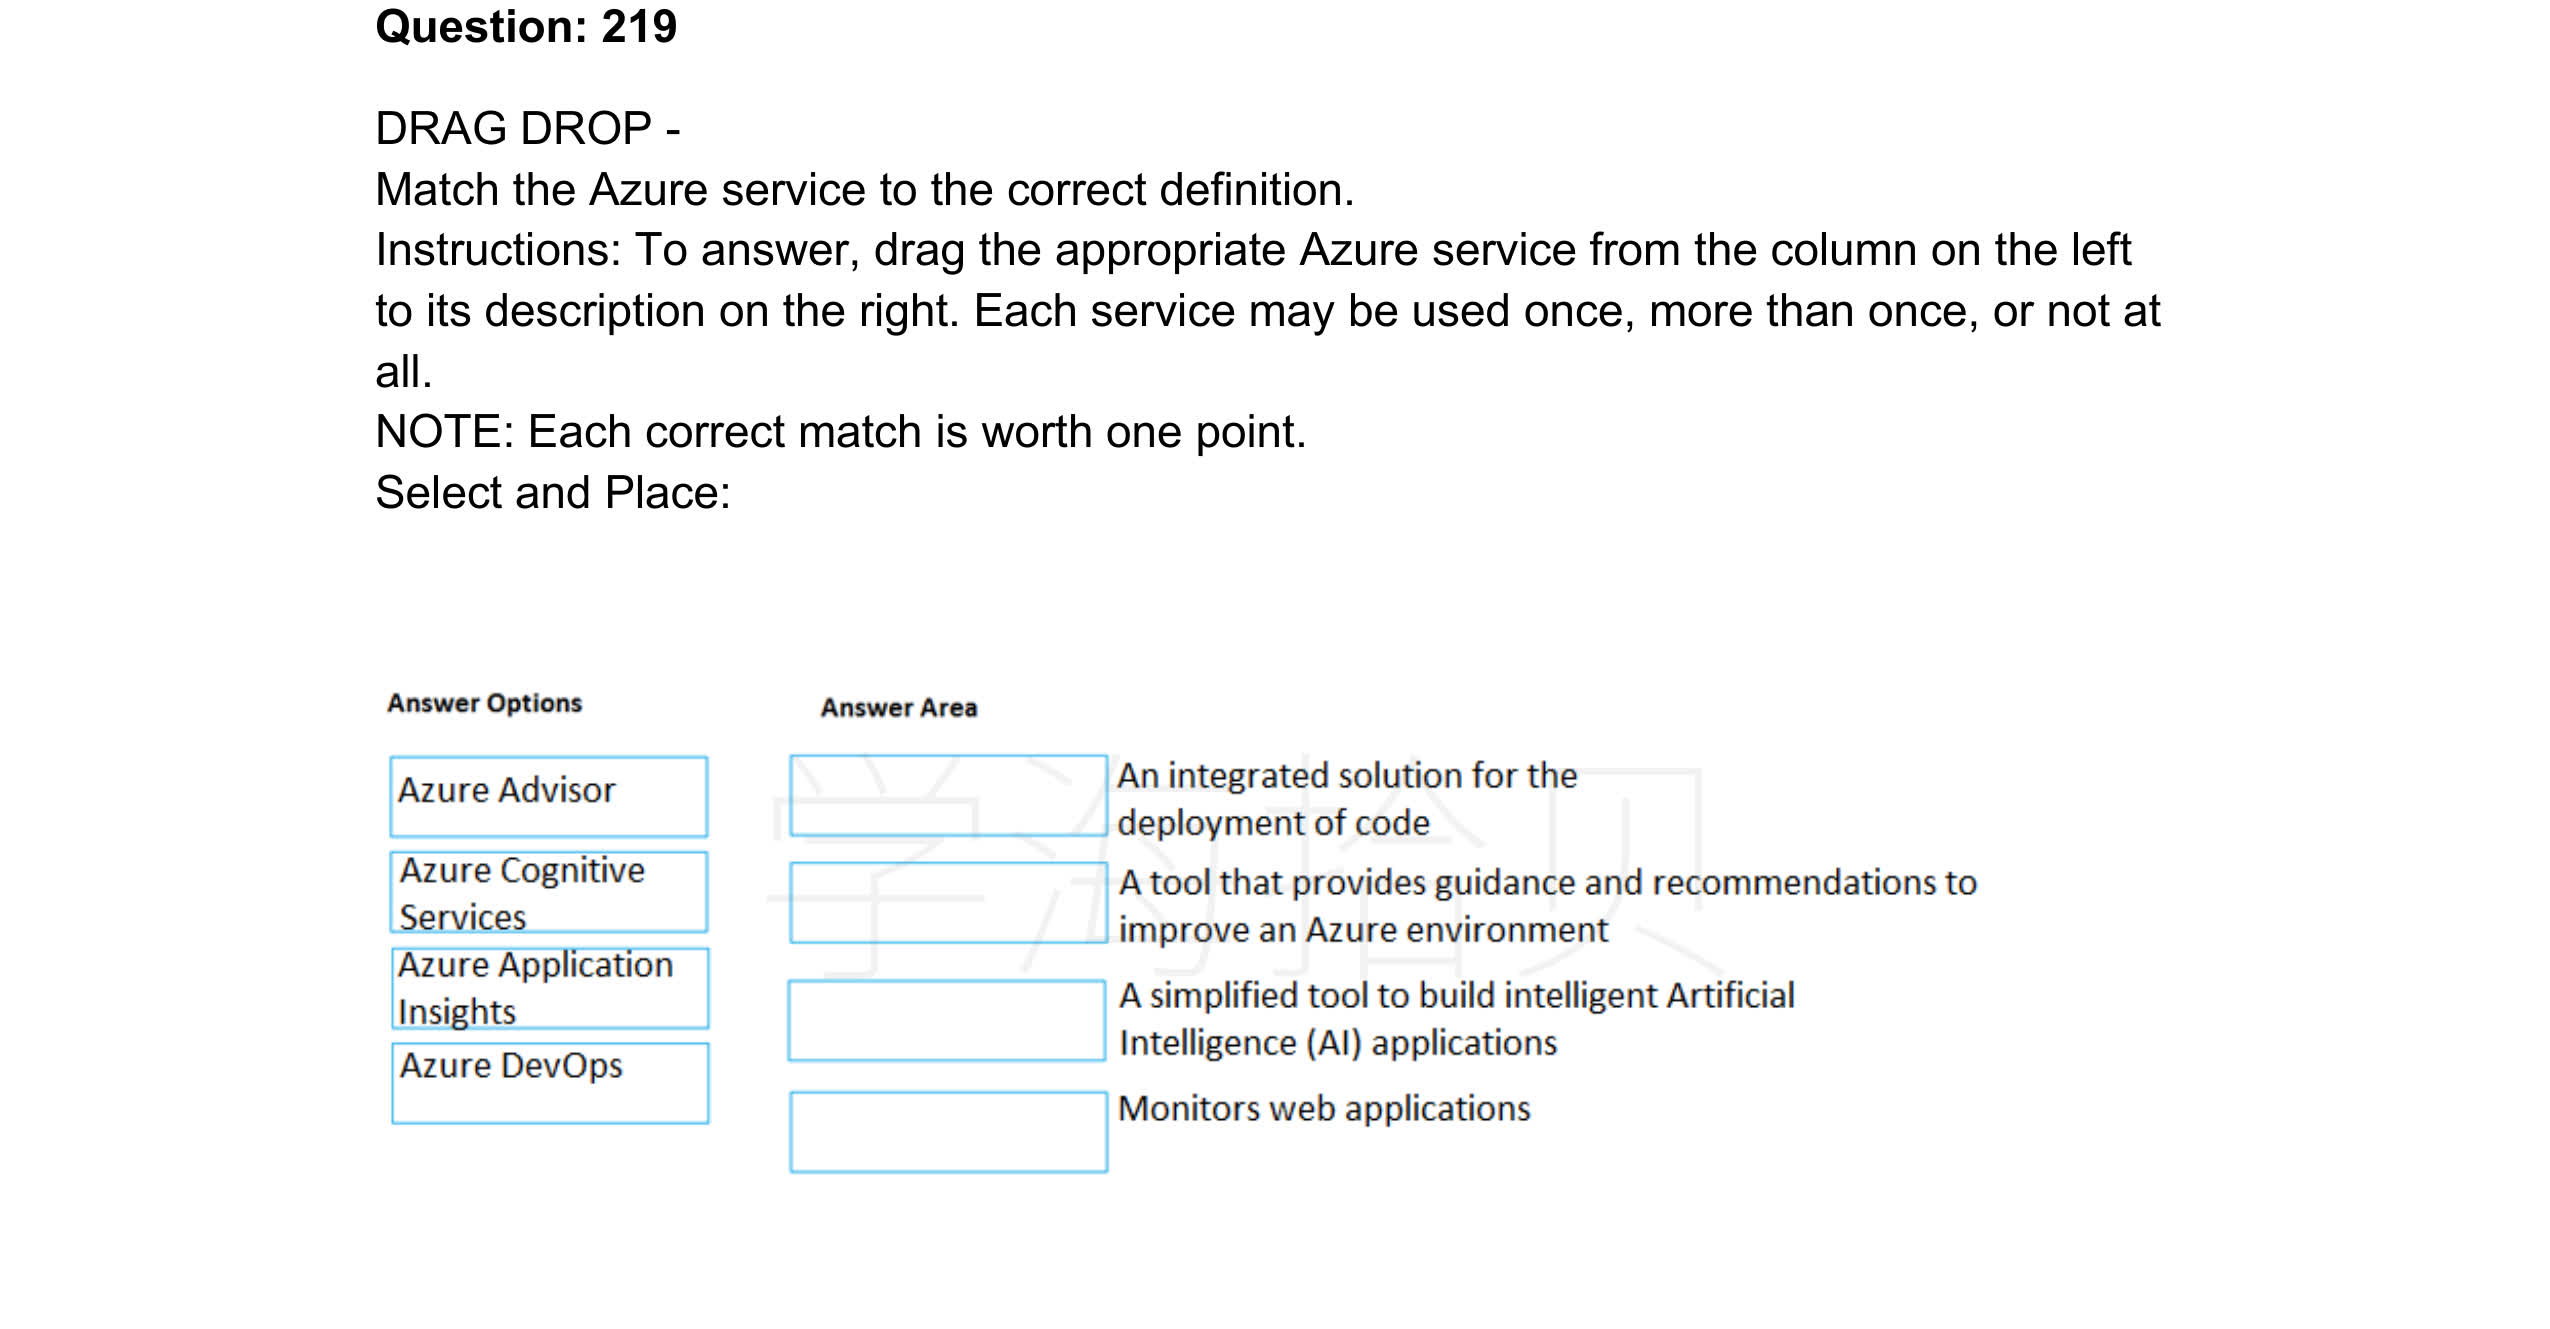 Question: 219
DRAG DROP -
Match the Azure service to the correct definition.
Instructions: To answer, drag the appropriate Azure service from the column on the left
to its description on the right. Each service may be used once, more than once, or not at
all.
NOTE: Each correct match is worth one point.
Select and Place:
Answer Options
Azure Advisor
Azure Cognitive
Services
Azure Application
Insights
Azure DevOps
Answer Area
An integrated solution for the
deployment of code
A tool that provides guidance and recommendations to
improve an Azure environment
A simplified tool to build intelligent Artificial
Intelligence (AI) applications
Monitors web applications
学海拾贝